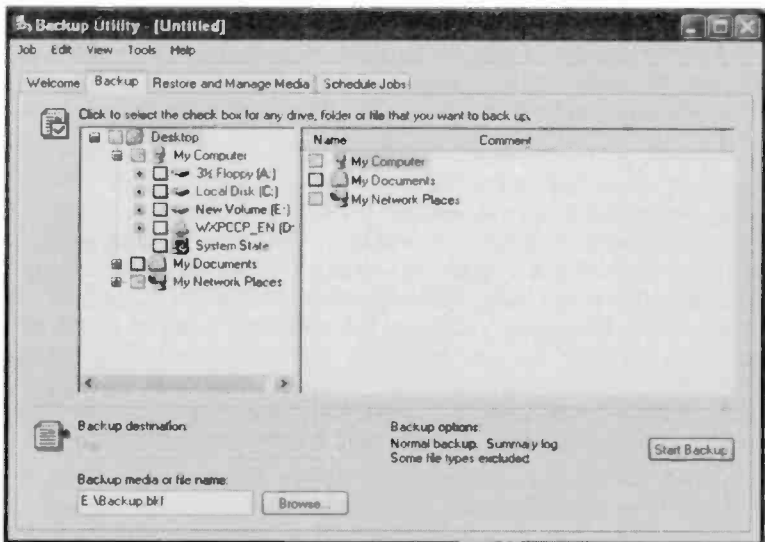 Backup Utility - [Untitled]
Job Edit View Tools Help
Welcome Backup Restore and Manage Media Schedule Jobs
Click to select the check box for any drive, folder or file that you want to back up.
Desktop
My Computer
3½ Floppy (A:)
Local Disk (C:)
New Volume (E:)
WXPCCP_EN (D:
System State
My Documents
My Network Places
Name Comment
My Computer
My Documents
My Network Places
Backup destination:
Backup media or file name:
E:\Backup.bkf
Browse...
Backup options:
Normal backup. Summary log.
Some file types excluded.
Start Backup